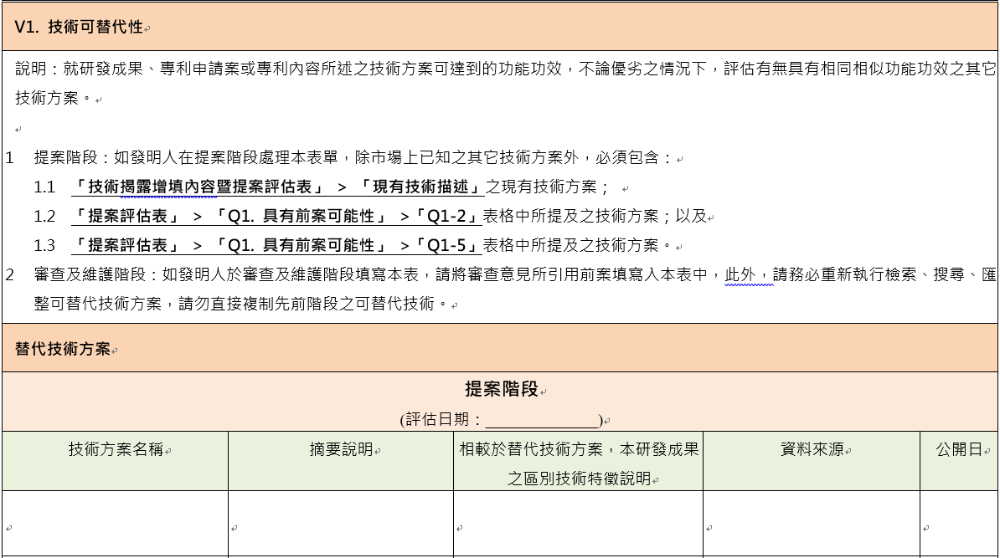 V1. 技術可替代性
說明：就研發成果、專利申請案或專利內容所述之技術方案可達到的功能功效，不論優劣之情況下，評估有無具有相同相似功能功效之其它
技術方案。
1 提案階段：如發明人在提案階段處理本表單，除市場上已知之其它技術方案外，必須包含：
1.1 「技術揭露增填內容暨提案評估表」 > 「現有技術描述」之現有技術方案；
1.2 「提案評估表」 > 「Q1. 具有前案可能性」 >「Q1-2」表格中所提及之技術方案；以及
1.3 「提案評估表」 > 「Q1. 具有前案可能性」 >「Q1-5」表格中所提及之技術方案。
2 審查及維護階段：如發明人於審查及維護階段填寫本表，請將審查意見所引用前案填寫入本表中，此外，請務必重新執行檢索、搜尋、匯
整可替代技術方案，請勿直接複制先前階段之可替代技術。
替代技術方案
提案階段
(評估日期：______________)
技術方案名稱 摘要說明 相較於替代技術方案，本研發成果 資料來源 公開日
之區別技術特徵說明